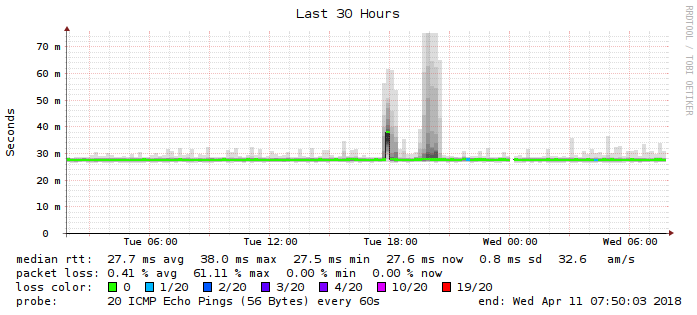 Last 30 Hours
RRDTOOL / TOBI OETIKER
Seconds
70 m
60 m
50 m
40 m
30 m
20 m
10 m
0
Tue 06:00 Tue 12:00 Tue 18:00 Wed 00:00 Wed 06:00
median rtt: 27.7 ms avg 38.0 ms max 27.5 ms min 27.6 ms now 0.8 ms sd 32.6 am/s
packet loss: 0.41 % avg 61.11 % max 0.00 % min 0.00 % now
loss color: 0 1/20 2/20 3/20 4/20 10/20 19/20
probe: 20 ICMP Echo Pings (56 Bytes) every 60s end: Wed Apr 11 07:50:03 2018